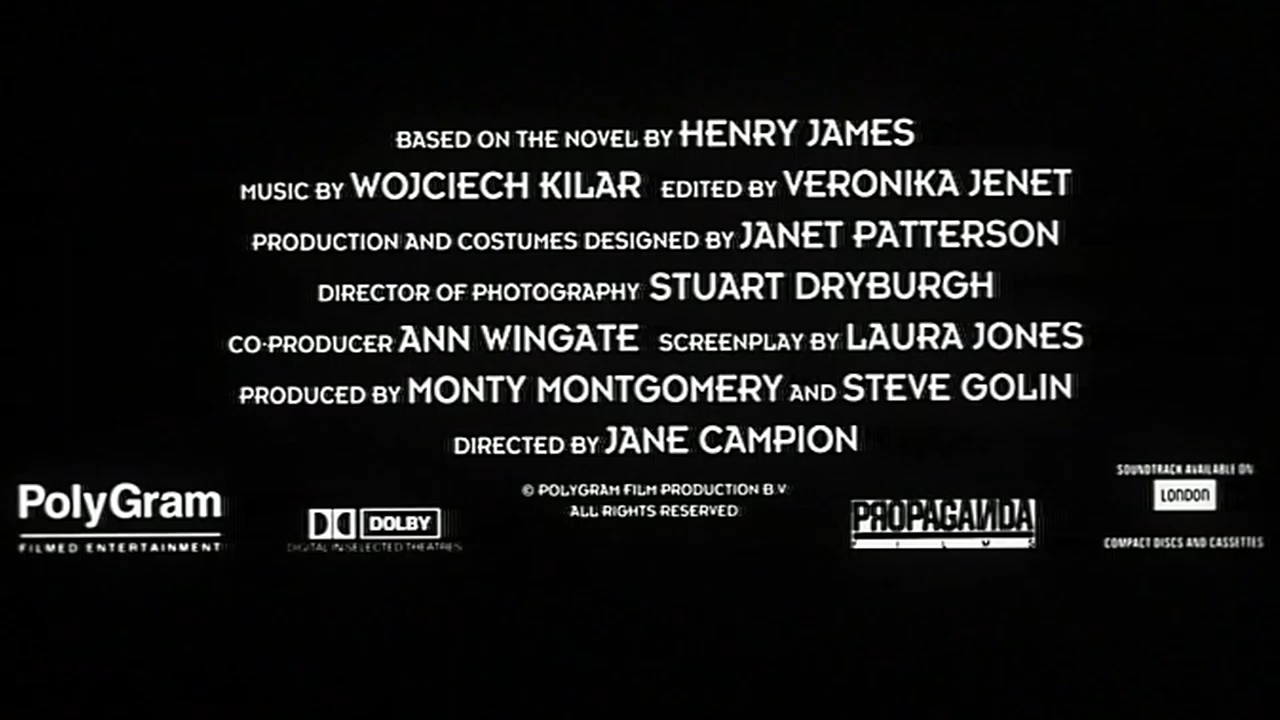 BASED ON THE NOVEL BY HENRY JAMES
MUSIC BY WOJCIECH KILAR EDITED BY VERONIKA JENET
PRODUCTION AND COSTUMES DESIGNED BY JANET PATTERSON
DIRECTOR OF PHOTOGRAPHY STUART DRYBURGH
CO-PRODUCER ANN WINGATE SCREENPLAY BY LAURA JONES
PRODUCED BY MONTY MONTGOMERY AND STEVE GOLIN
DIRECTED BY JANE CAMPION
PolyGram
FILMED ENTERTAINMENT
DOLBY
DIGITAL IN SELECTED THEATRES
© POLYGRAM FILM PRODUCTION B.V.
ALL RIGHTS RESERVED
PROPAGANDA
FILMS
SOUNDTRACK AVAILABLE ON
LONDON
COMPACT DISCS AND CASSETTES